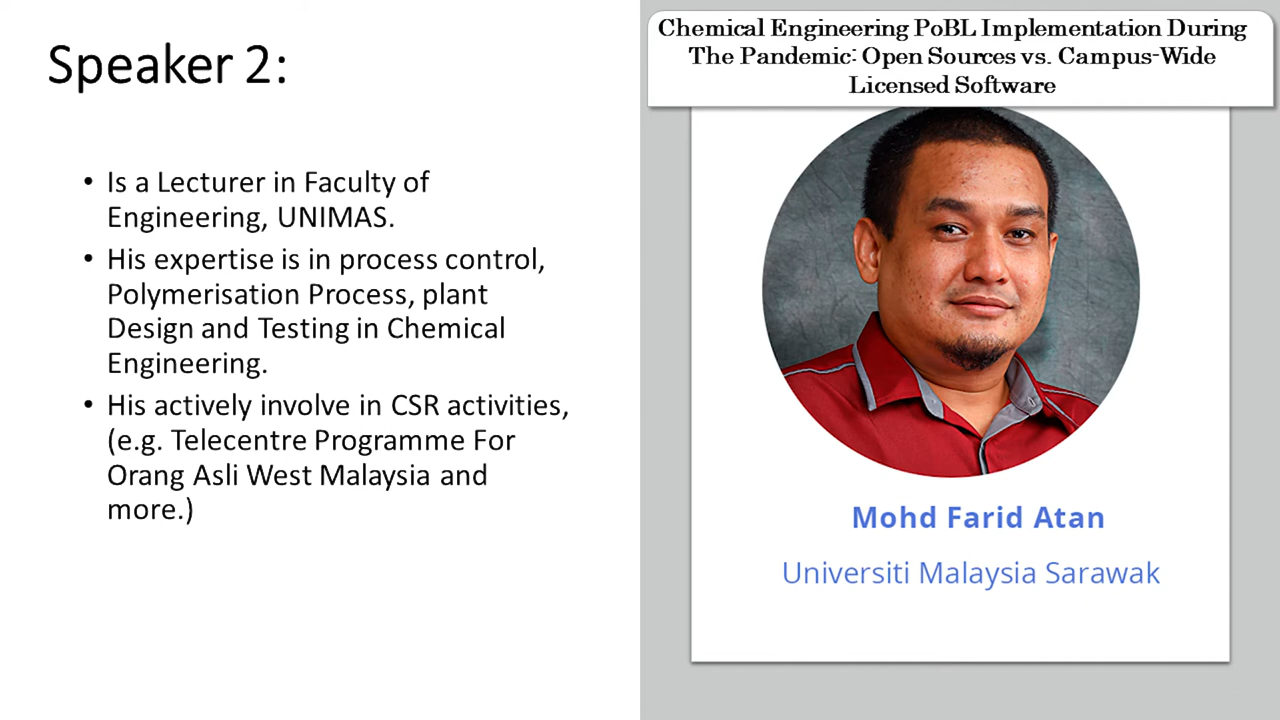 Speaker 2:
• Is a Lecturer in Faculty of
Engineering, UNIMAS.
• His expertise is in process control,
Polymerisation Process, plant
Design and Testing in Chemical
Engineering.
• His actively involve in CSR activities,
(e.g. Telecentre Programme For
Orang Asli West Malaysia and
more.)
Chemical Engineering PoBL Implementation During
The Pandemic: Open Sources vs. Campus-Wide
Licensed Software
Mohd Farid Atan
Universiti Malaysia Sarawak